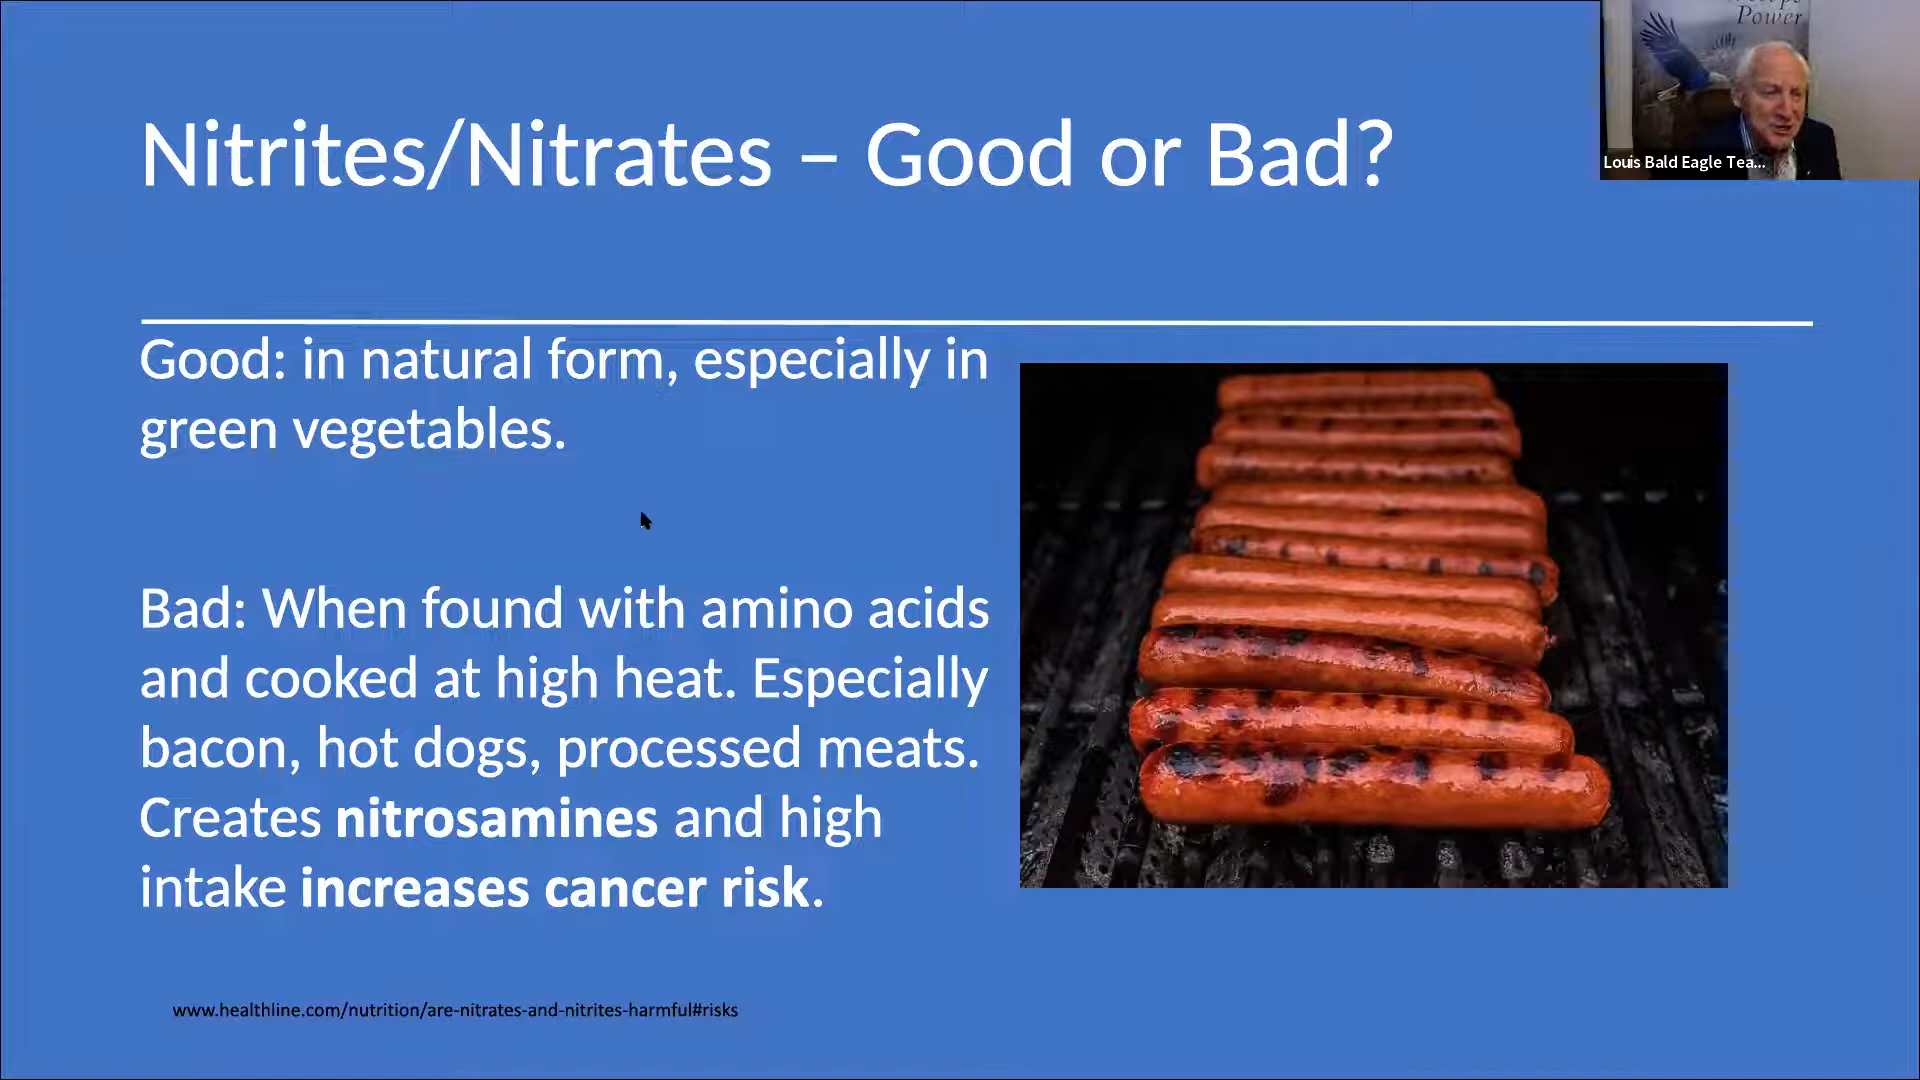 Power
Louis Bald Eagle Tea...
Nitrites/Nitrates – Good or Bad?
Good: in natural form, especially in
green vegetables.
Bad: When found with amino acids
and cooked at high heat. Especially
bacon, hot dogs, processed meats.
Creates nitrosamines and high
intake increases cancer risk.
www.healthline.com/nutrition/are-nitrates-and-nitrites-harmful#risks